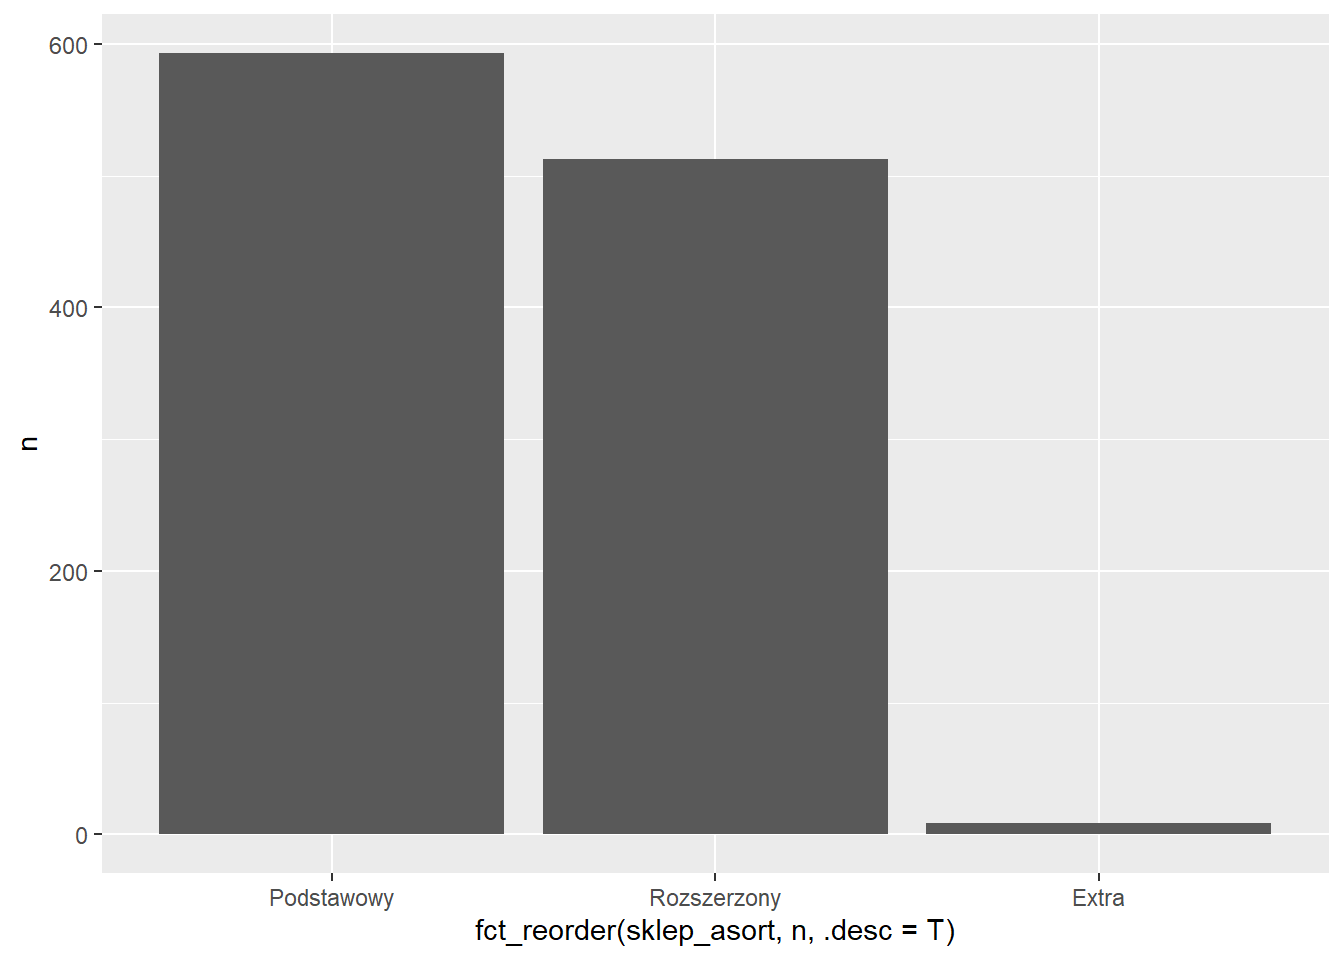 600
400
200
0
n
Podstawowy Rozszerzony Extra
fct_reorder(sklep_asort, n, .desc = T)